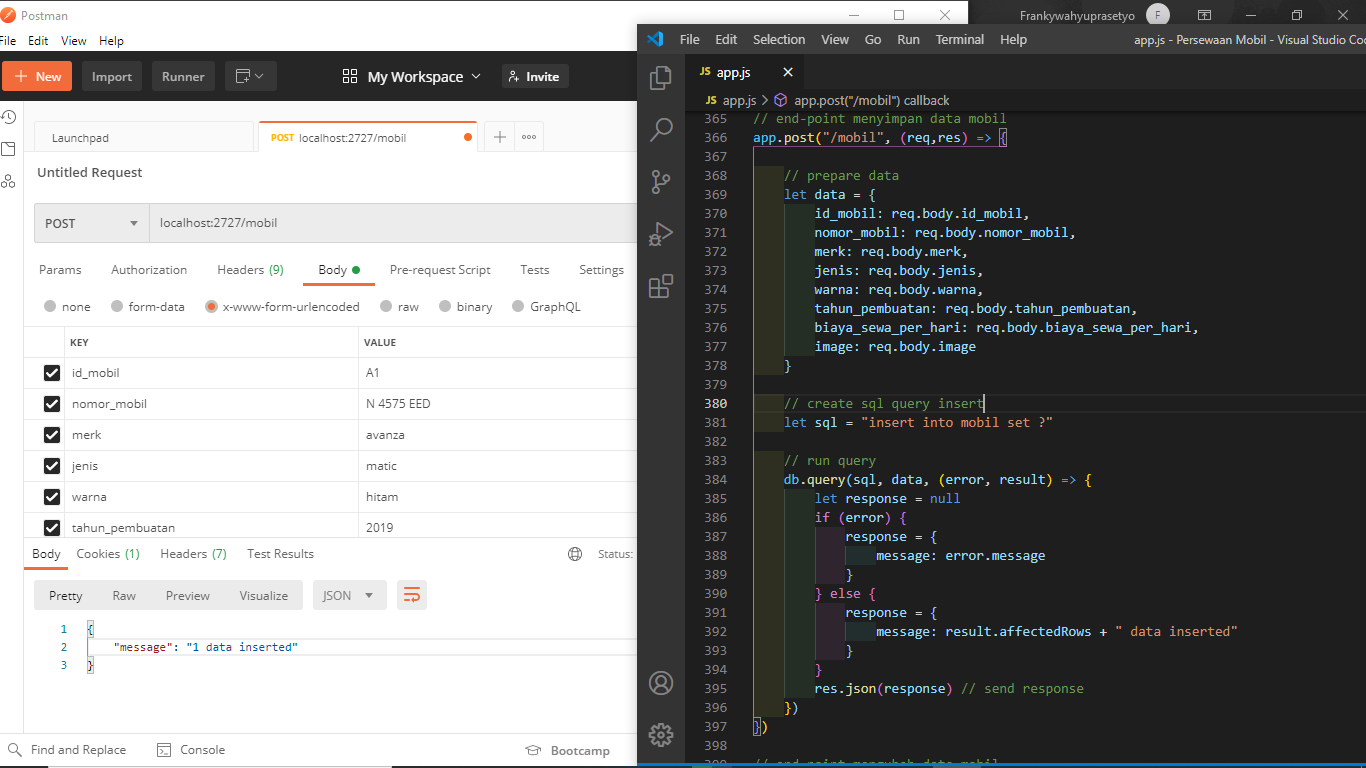 Postman
File Edit View Help
New Import Runner My Workspace Invite
Launchpad POST localhost:2727/mobil
Untitled Request
POST localhost:2727/mobil
Params Authorization Headers (9) Body Pre-request Script Tests Settings
none form-data x-www-form-urlencoded raw binary GraphQL
KEY VALUE
id_mobil A1
nomor_mobil N 4575 EED
merk avanza
jenis matic
warna hitam
tahun_pembuatan 2019
Body Cookies (1) Headers (7) Test Results Status:
Pretty Raw Preview Visualize JSON
1 {
2 "message": "1 data inserted"
3 }
Find and Replace Console Bootcamp
Frankywahyuprasetyo F
File Edit Selection View Go Run Terminal Help app.js - Persewaan Mobil - Visual Studio Co
JS app.js
JS app.js > app.post("/mobil") callback
365 // end-point menyimpan data mobil
366 app.post("/mobil", (req,res) => {
367
368 // prepare data
369 let data = {
370 id_mobil: req.body.id_mobil,
371 nomor_mobil: req.body.nomor_mobil,
372 merk: req.body.merk,
373 jenis: req.body.jenis,
374 warna: req.body.warna,
375 tahun_pembuatan: req.body.tahun_pembuatan,
376 biaya_sewa_per_hari: req.body.biaya_sewa_per_hari,
377 image: req.body.image
378 }
379
380 // create sql query insert
381 let sql = "insert into mobil set ?"
382
383 // run query
384 db.query(sql, data, (error, result) => {
385 let response = null
386 if (error) {
387 response = {
388 message: error.message
389 }
390 } else {
391 response = {
392 message: result.affectedRows + " data inserted"
393 }
394 }
395 res.json(response) // send response
396 })
397 })
398